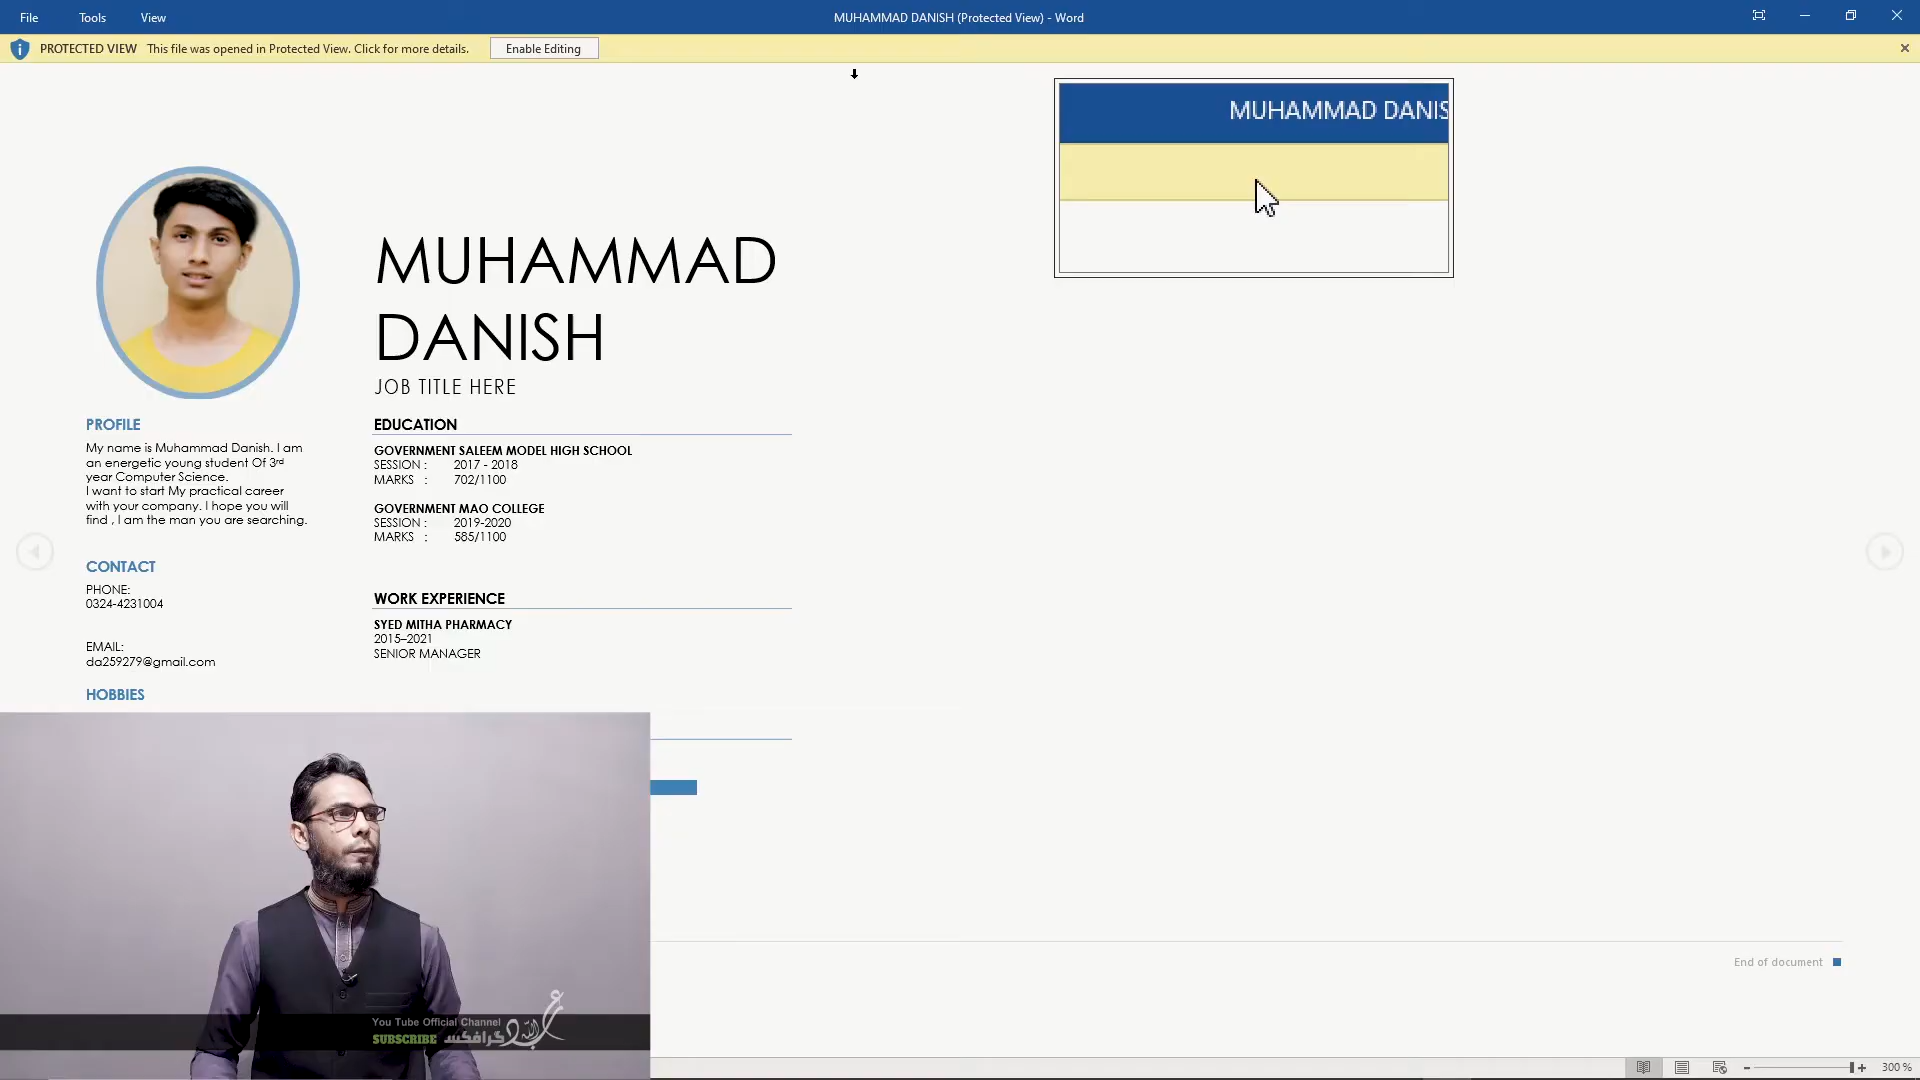 File Tools View MUHAMMAD DANISH (Protected View) - Word
PROTECTED VIEW This file was opened in Protected View. Click for more details. Enable Editing
MUHAMMAD DANIS
MUHAMMAD
DANISH
JOB TITLE HERE
PROFILE
My name is Muhammad Danish. I am
an energetic young student Of 3rd
year Computer Science.
I want to start My practical career
with your company. I hope you will
find , I am the man you are searching.
CONTACT
PHONE:
0324-4231004
EMAIL:
da259279@gmail.com
HOBBIES
EDUCATION
GOVERNMENT SALEEM MODEL HIGH SCHOOL
SESSION : 2017 - 2018
MARKS : 702/1100
GOVERNMENT MAO COLLEGE
SESSION : 2019-2020
MARKS : 585/1100
WORK EXPERIENCE
SYED MITHA PHARMACY
2015–2021
SENIOR MANAGER
You Tube Official Channel
SUBSCRIBE گرافکس
End of document
300 %